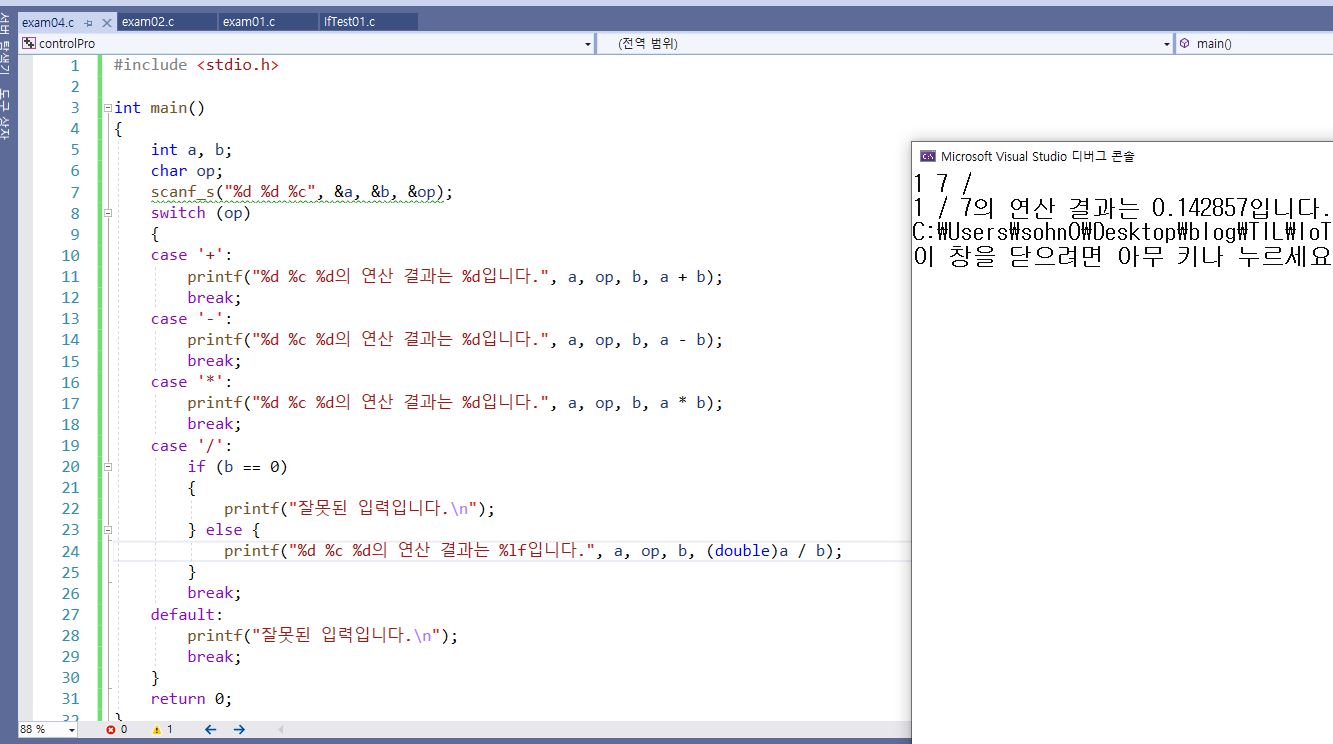 서버 탐색기 도구 상자
exam04.c exam02.c exam01.c IfTest01.c
controlPro (전역 범위) main()
1 #include <stdio.h>
2
3 int main()
4 {
5 int a, b;
6 char op;
7 scanf_s("%d %d %c", &a, &b, &op);
8 switch (op)
9 {
10 case '+':
11 printf("%d %c %d의 연산 결과는 %d입니다.", a, op, b, a + b);
12 break;
13 case '-':
14 printf("%d %c %d의 연산 결과는 %d입니다.", a, op, b, a - b);
15 break;
16 case '*':
17 printf("%d %c %d의 연산 결과는 %d입니다.", a, op, b, a * b);
18 break;
19 case '/':
20 if (b == 0)
21 {
22 printf("잘못된 입력입니다.\n");
23 } else {
24 printf("%d %c %d의 연산 결과는 %lf입니다.", a, op, b, (double)a / b);
25 }
26 break;
27 default:
28 printf("잘못된 입력입니다.\n");
29 break;
30 }
31 return 0;
32 }
88 % 0 1
Microsoft Visual Studio 디버그 콘솔
1 7 /
1 / 7의 연산 결과는 0.142857입니다.
C:₩Users₩sohn0₩Desktop₩blog₩TIL₩IoT
이 창을 닫으려면 아무 키나 누르세요